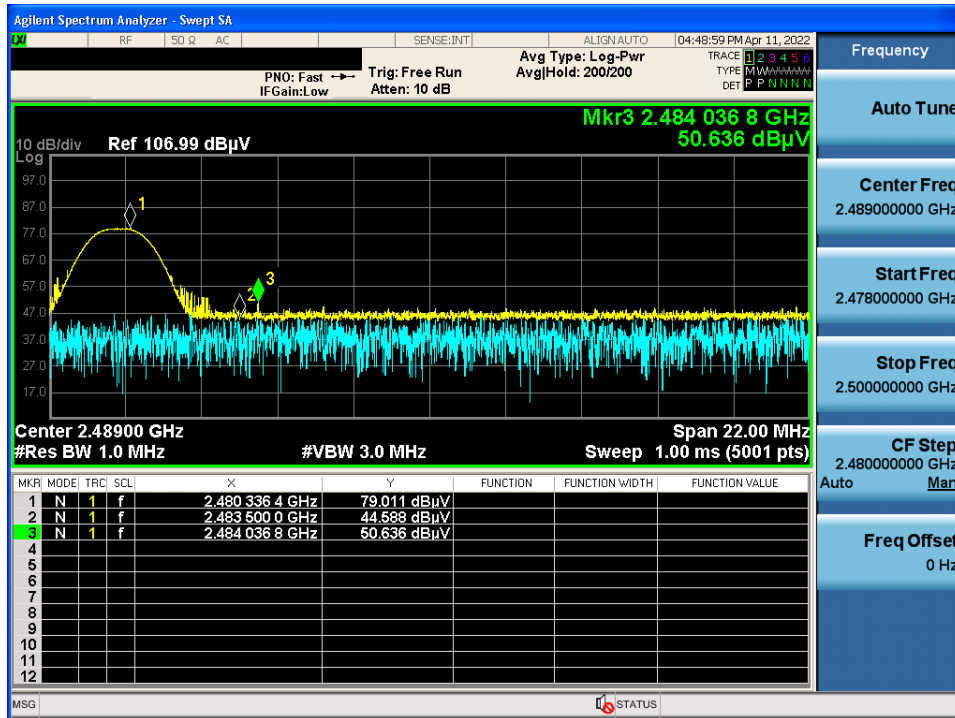 Agilent Spectrum Analyzer - Swept SA
LXI RF 50 Ω AC SENSE:INT ALIGN AUTO 04:48:59 PM Apr 11, 2022
PNO: Fast Trig: Free Run Avg Type: Log-Pwr TRACE 1 2 3 4 5 6
IFGain:Low Atten: 10 dB Avg|Hold: 200/200 TYPE M W W W W W
DET P P N N N N
Mkr3 2.484 036 8 GHz
50.636 dBµV
10 dB/div Ref 106.99 dBµV
Log
97.0
87.0
77.0
67.0
57.0
47.0
37.0
27.0
17.0
1
2
3
Center 2.48900 GHz Span 22.00 MHz
#Res BW 1.0 MHz #VBW 3.0 MHz Sweep 1.00 ms (5001 pts)
MKR MODE TRC SCL X Y FUNCTION FUNCTION WIDTH FUNCTION VALUE
1 N 1 f 2.480 336 4 GHz 79.011 dBµV
2 N 1 f 2.483 500 0 GHz 44.588 dBµV
3 N 1 f 2.484 036 8 GHz 50.636 dBµV
4
5
6
7
8
9
10
11
12
MSG STATUS
Frequency
Auto Tune
Center Freq
2.489000000 GHz
Start Freq
2.478000000 GHz
Stop Freq
2.500000000 GHz
CF Step
2.480000000 GHz
Auto Man
Freq Offset
0 Hz